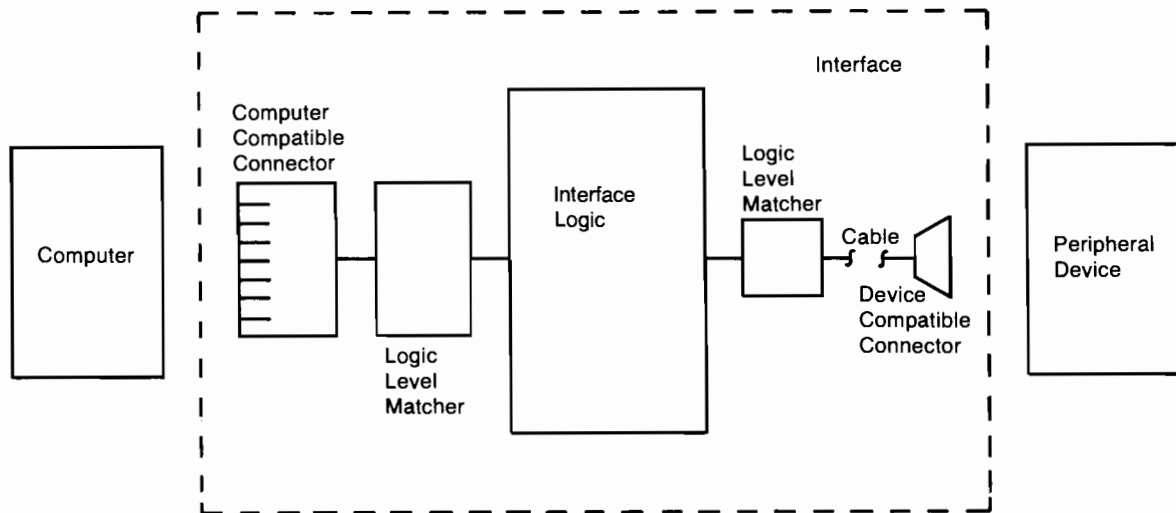 Interface
Computer
Compatible
Connector
Logic
Level
Matcher
Interface
Logic
Computer
Cable
Peripheral
Device
Device
Compatible
Connector
Logic
Level
Matcher